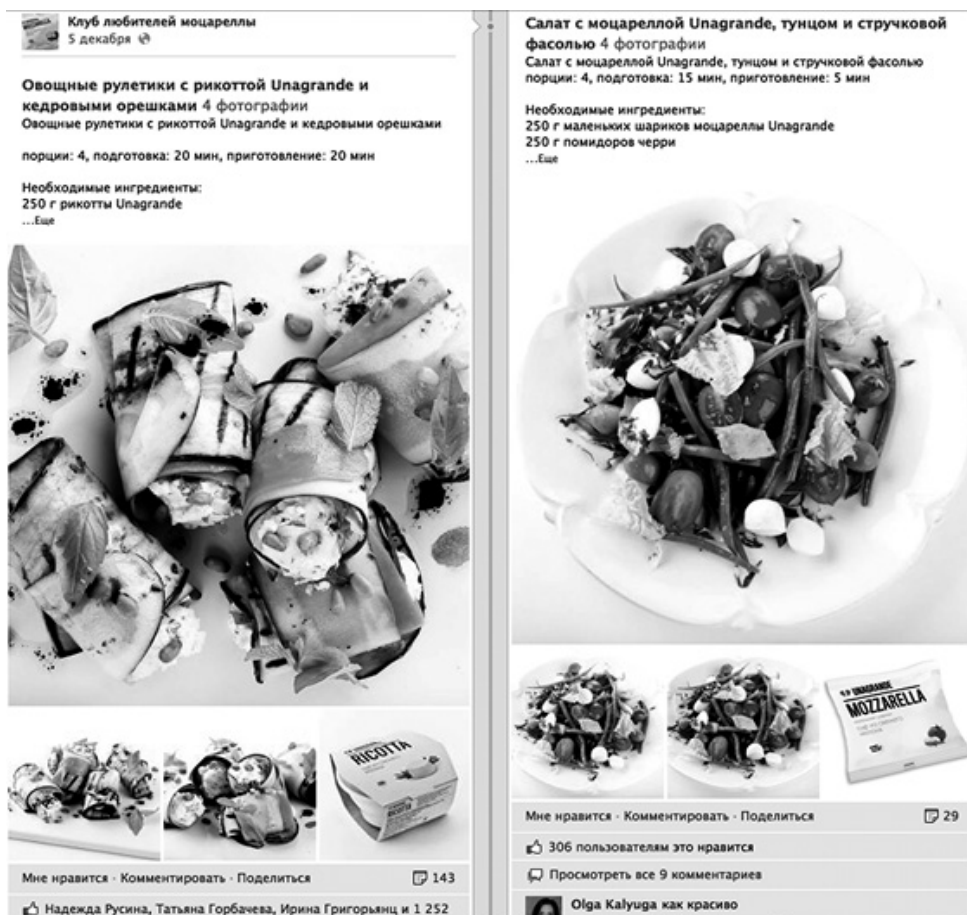 Клуб любителей моцареллы
5 декабря
Овощные рулетики с рикоттой Unagrande и
кедровыми орешками 4 фотографии
Овощные рулетики с рикоттой Unagrande и кедровыми орешками
порции: 4, подготовка: 20 мин, приготовление: 20 мин
Необходимые ингредиенты:
250 г рикотты Unagrande
...Еще
RICOTTA
RICOTTA
Мне нравится · Комментировать · Поделиться
143
Надежда Русина, Татьяна Горбачева, Ирина Григорьянц и 1 252
Салат с моцареллой Unagrande, тунцом и стручковой
фасолью 4 фотографии
Салат с моцареллой Unagrande, тунцом и стручковой фасолью
порции: 4, подготовка: 15 мин, приготовление: 5 мин
Необходимые ингредиенты:
250 г маленьких шариков моцареллы Unagrande
250 г помидоров черри
...Еще
UNAGRANDE
MOZZARELLA
Мне нравится · Комментировать · Поделиться
29
306 пользователям это нравится
Просмотреть все 9 комментариев
Olga Kalyuga как красиво